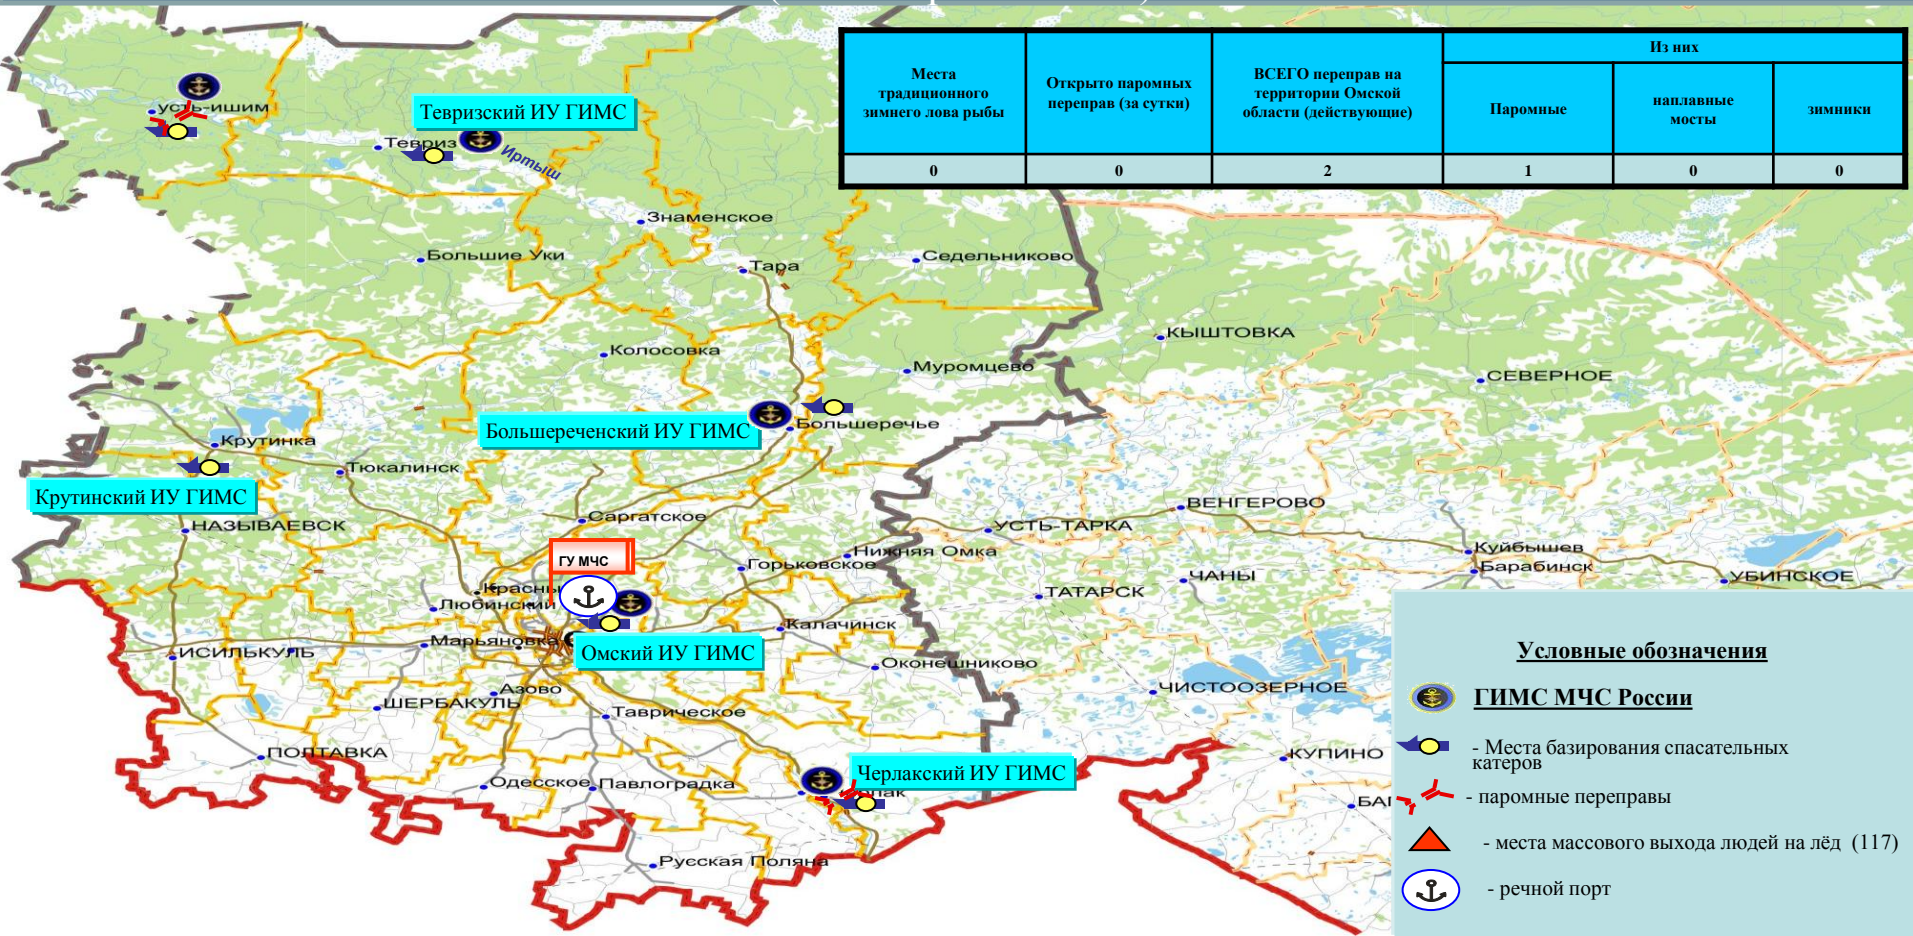 Из них
Места
традиционного
зимнего лова рыбы
Открыто паромных
переправ (за сутки)
ВСЕГО переправ на
территории Омской
области (действующие)
Паромные
наплавные
мосты
зимники
0
0
2
1
0
0
усть-ишим
Тевризский ИУ ГИМС
Тевриз
Иртыш
Знаменское
Большие Уки
Тара
Седельниково
КЫШТОВКА
Колосовка
Муромцево
СЕВЕРНОЕ
Большереченский ИУ ГИМС
Большеречье
Крутинка
Тюкалинск
Крутинский ИУ ГИМС
НАЗЫВАЕВСК
Саргатское
ВЕНГЕРОВО
УСТЬ-ТАРКА
Нижняя Омка
Куйбышев
Барабинск
ГУ МЧС
Горьковское
ЧАНЫ
УБИНСКОЕ
Красны
Любинский
ТАТАРСК
Калачинск
Марьяновка
ИСИЛЬКУЛЬ
Омский ИУ ГИМС
Оконешниково
Азово
ЧИСТООЗЕРНОЕ
ШЕРБАКУЛЬ
Таврическое
ПОЛТАВКА
КУПИНО
Черлакский ИУ ГИМС
Одесское
Павлоградка
лак
БАГ
Русская Поляна
Условные обозначения
ГИМС МЧС России
- Места базирования спасательных
катеров
- паромные переправы
- места массового выхода людей на лёд (117)
- речной порт